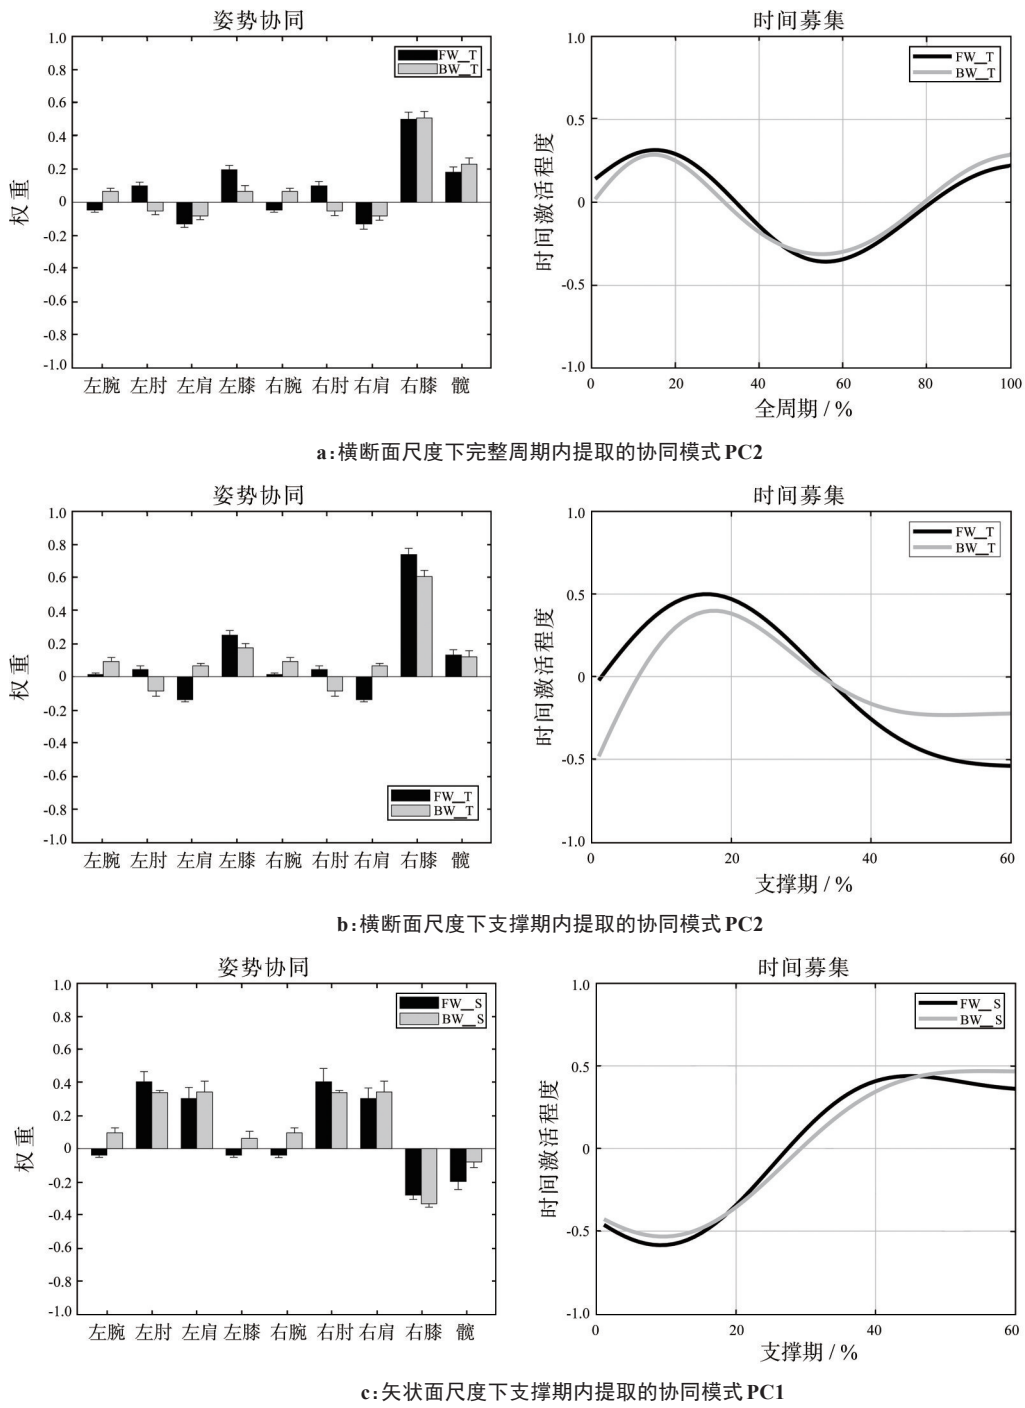 姿势协同
1.0
0.8
0.6
0.4
0.2
0
-0.2
-0.4
-0.6
-0.8
-1.0
权重
FW_T
BW_T
左腕 左肘 左肩 左膝 右腕 右肘 右肩 右膝 髋
时间募集
1.0
0.5
0
-0.5
-1.0
时间激活程度
FW_T
BW_T
0 20 40 60 80 100
全周期 / %
a:横断面尺度下完整周期内提取的协同模式 PC2
姿势协同
1.0
0.8
0.6
0.4
0.2
0
-0.2
-0.4
-0.6
-0.8
-1.0
权重
FW_T
BW_T
左腕 左肘 左肩 左膝 右腕 右肘 右肩 右膝 髋
时间募集
1.0
0.5
0
-0.5
-1.0
时间激活程度
FW_T
BW_T
0 20 40 60
支撑期 / %
b:横断面尺度下支撑期内提取的协同模式 PC2
姿势协同
1.0
0.8
0.6
0.4
0.2
0
-0.2
-0.4
-0.6
-0.8
-1.0
权重
FW_S
BW_S
左腕 左肘 左肩 左膝 右腕 右肘 右肩 右膝 髋
时间募集
1.0
0.5
0
-0.5
-1.0
时间激活程度
FW_S
BW_S
0 20 40 60
支撑期 / %
c:矢状面尺度下支撑期内提取的协同模式 PC1